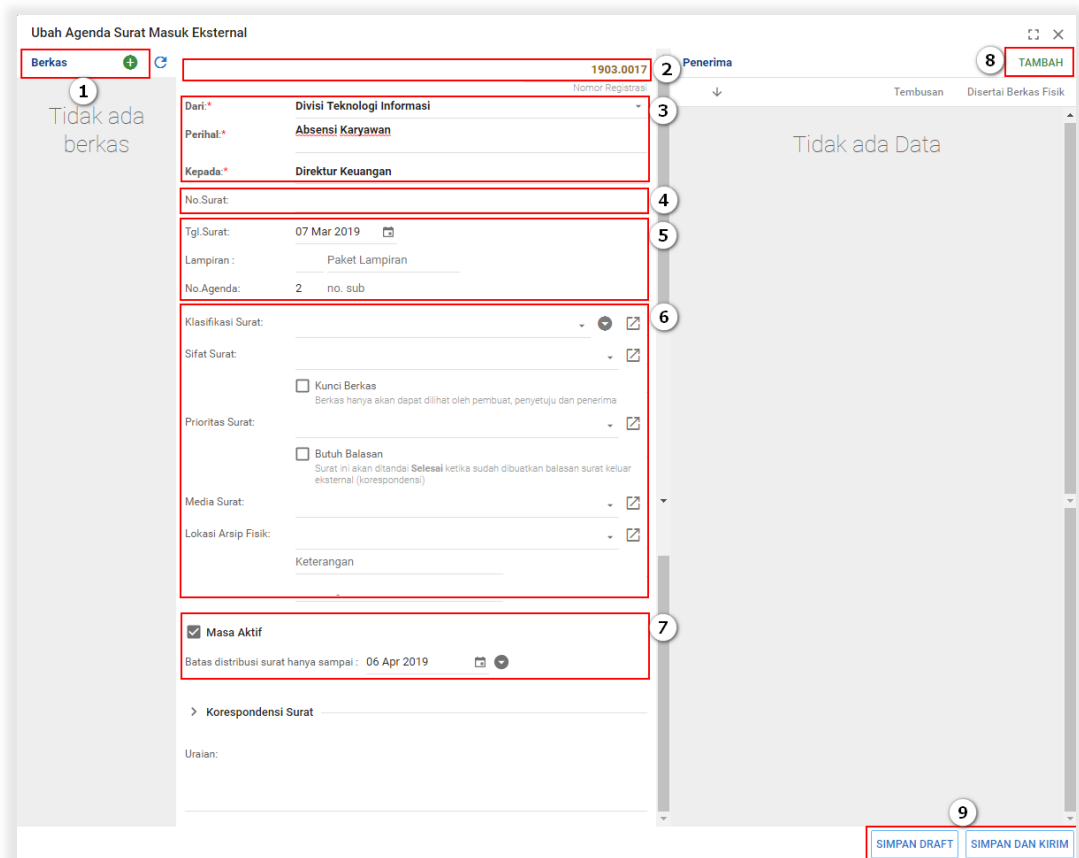 Ubah Agenda Surat Masuk Eksternal
Berkas
1
Tidak ada
berkas
1903.0017
2
Nomor Registrasi
Dari:* Divisi Teknologi Informasi
3
Perihal:* Absensi Karyawan
Kepada:* Direktur Keuangan
No.Surat:
4
Tgl.Surat: 07 Mar 2019
5
Lampiran : Paket Lampiran
No.Agenda: 2 no. sub
Klasifikasi Surat:
6
Sifat Surat:
Kunci Berkas
Berkas hanya akan dapat dilihat oleh pembuat, penyetuju dan penerima
Prioritas Surat:
Butuh Balasan
Surat ini akan ditandai Selesai ketika sudah dibuatkan balasan surat keluar
eksternal (korespondensi)
Media Surat:
Lokasi Arsip Fisik:
Keterangan
Masa Aktif
7
Batas distribusi surat hanya sampai : 06 Apr 2019
Korespondensi Surat
Uraian:
Penerima
8
TAMBAH
Tembusan Disertai Berkas Fisik
Tidak ada Data
9
SIMPAN DRAFT SIMPAN DAN KIRIM